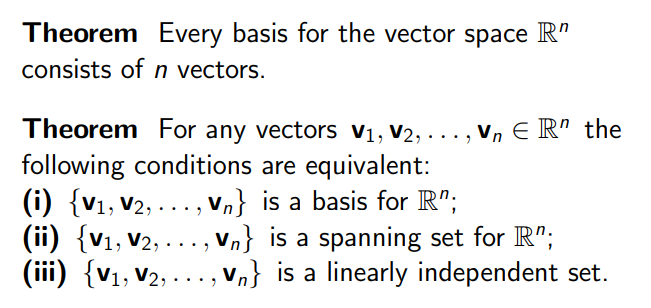 Theorem Every basis for the vector space ℝⁿ
consists of n vectors.
Theorem For any vectors v₁, v₂, . . . , vₙ ∈ ℝⁿ the
following conditions are equivalent:
(i) {v₁, v₂, . . . , vₙ} is a basis for ℝⁿ;
(ii) {v₁, v₂, . . . , vₙ} is a spanning set for ℝⁿ;
(iii) {v₁, v₂, . . . , vₙ} is a linearly independent set.